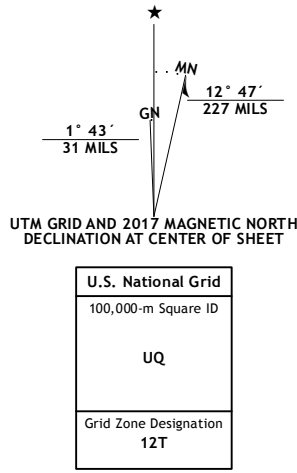 ★
MN
GN
12° 47´
227 MILS
1° 43´
31 MILS
UTM GRID AND 2017 MAGNETIC NORTH
DECLINATION AT CENTER OF SHEET
U.S. National Grid
100,000-m Square ID
UQ
Grid Zone Designation
12T